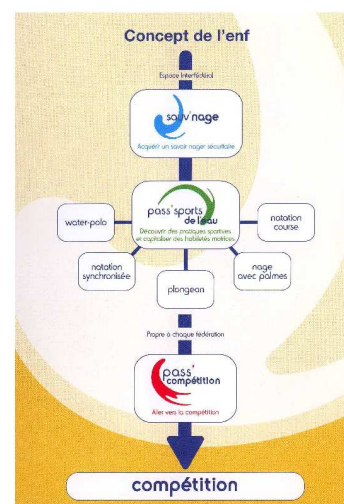 Concept de l'enf
Espace Interfédéral
sauv'nage
Acquérir un savoir nager sécuritaire
pass'sports
de l'eau
Découvrir des pratiques sportives
et capitaliser des habiletés motrices
water-polo
natation
course
natation
synchronisée
nage
avec palmes
plongeon
Propre à chaque fédération
pass'
compétition
Aller vers la compétition
compétition